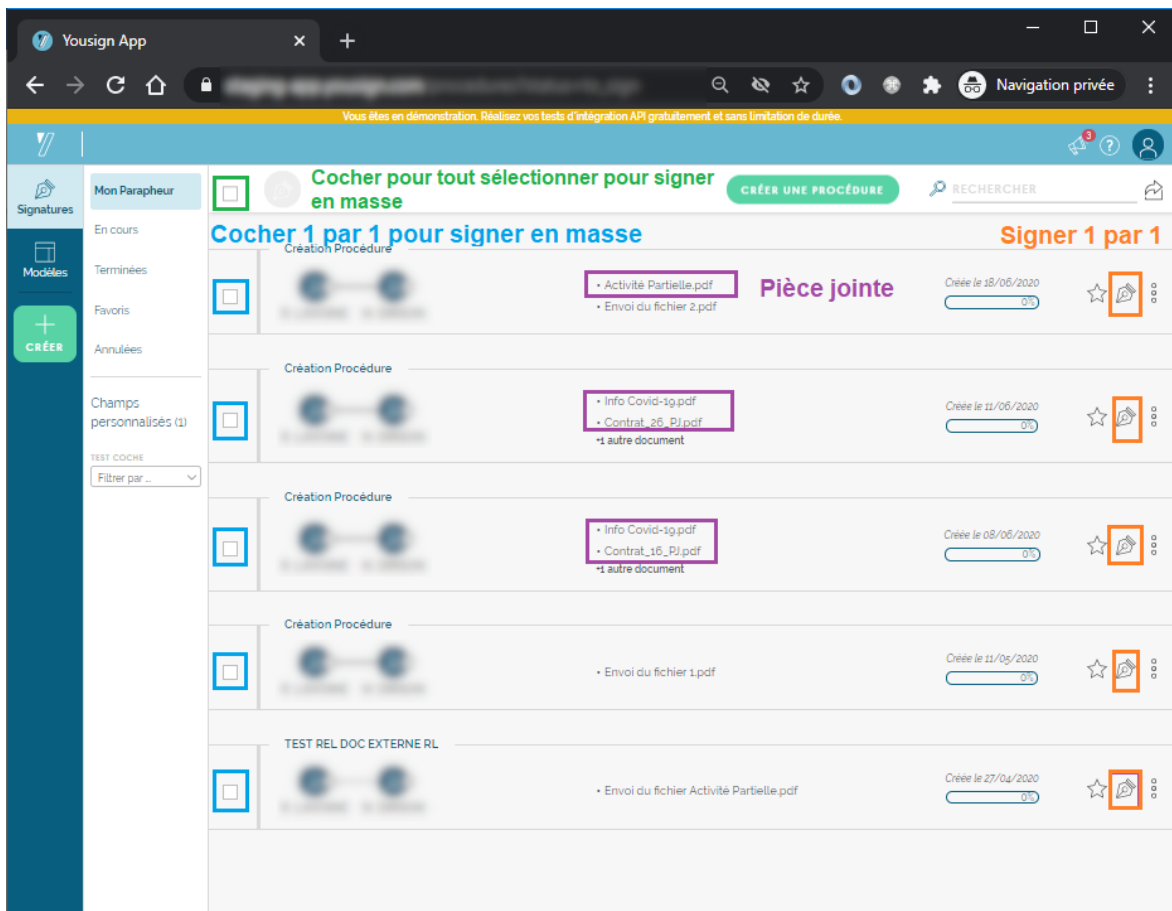 Yousign App
Navigation privée
Vous êtes en démonstration. Réalisez vos tests d'intégration API gratuitement et sans limitation de durée.
3
?
Signatures
Modèles
CRÉER
Mon Parapheur
En cours
Terminées
Favoris
Annulées
Champs
personnalisés (1)
TEST COCHE
Filtrer par ..
Cocher pour tout sélectionner pour signer
en masse
CRÉER UNE PROCÉDURE
RECHERCHER
Cocher 1 par 1 pour signer en masse
Signer 1 par 1
Création Procédure
• Activité Partielle.pdf
• Envoi du fichier 2.pdf
Pièce jointe
Créée le 18/06/2020
0%
Création Procédure
• Info Covid-19.pdf
• Contrat_26_PJ.pdf
+1 autre document
Créée le 11/06/2020
0%
Création Procédure
• Info Covid-19.pdf
• Contrat_16_PJ.pdf
+1 autre document
Créée le 08/06/2020
0%
Création Procédure
• Envoi du fichier 1.pdf
Créée le 11/05/2020
0%
TEST REL DOC EXTERNE RL
• Envoi du fichier Activité Partielle.pdf
Créée le 27/04/2020
0%